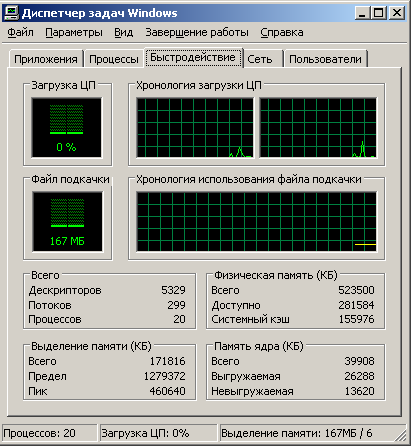 Диспетчер задач Windows
Файл Параметры Вид Завершение работы Справка
Приложения Процессы Быстродействие Сеть Пользователи
Загрузка ЦП Хронология загрузки ЦП
0 %
Файл подкачки Хронология использования файла подкачки
167 МБ
Всего
Дескрипторов 5329
Потоков 299
Процессов 20
Физическая память (КБ)
Всего 523500
Доступно 281584
Системный кэш 155976
Выделение памяти (КБ)
Всего 171816
Предел 1279372
Пик 460640
Память ядра (КБ)
Всего 39908
Выгружаемая 26288
Невыгружаемая 13620
Процессов: 20 Загрузка ЦП: 0% Выделение памяти: 167МБ / 6